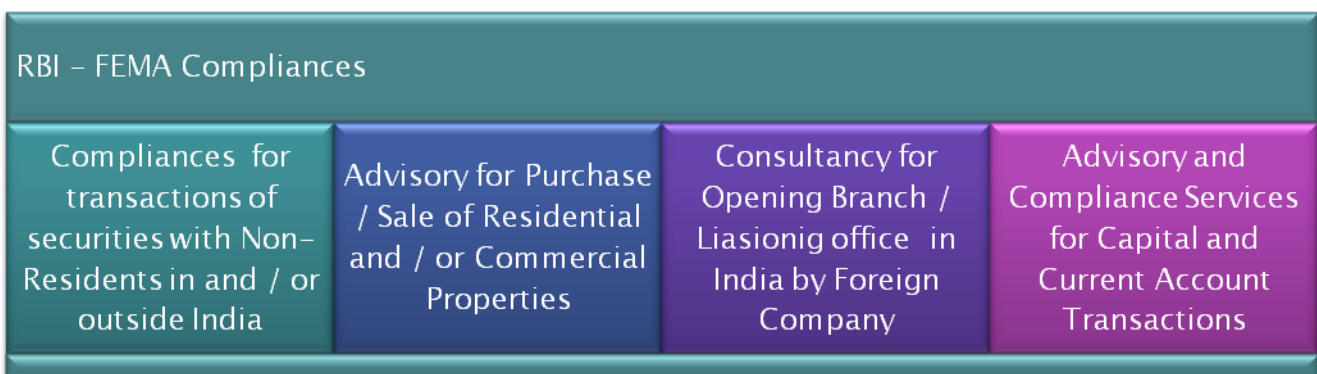 RBI – FEMA Compliances
Compliances for
transactions of
securities with Non–
Residents in and / or
outside India
Advisory for Purchase
/ Sale of Residential
and / or Commercial
Properties
Consultancy for
Opening Branch /
Liasionig office in
India by Foreign
Company
Advisory and
Compliance Services
for Capital and
Current Account
Transactions